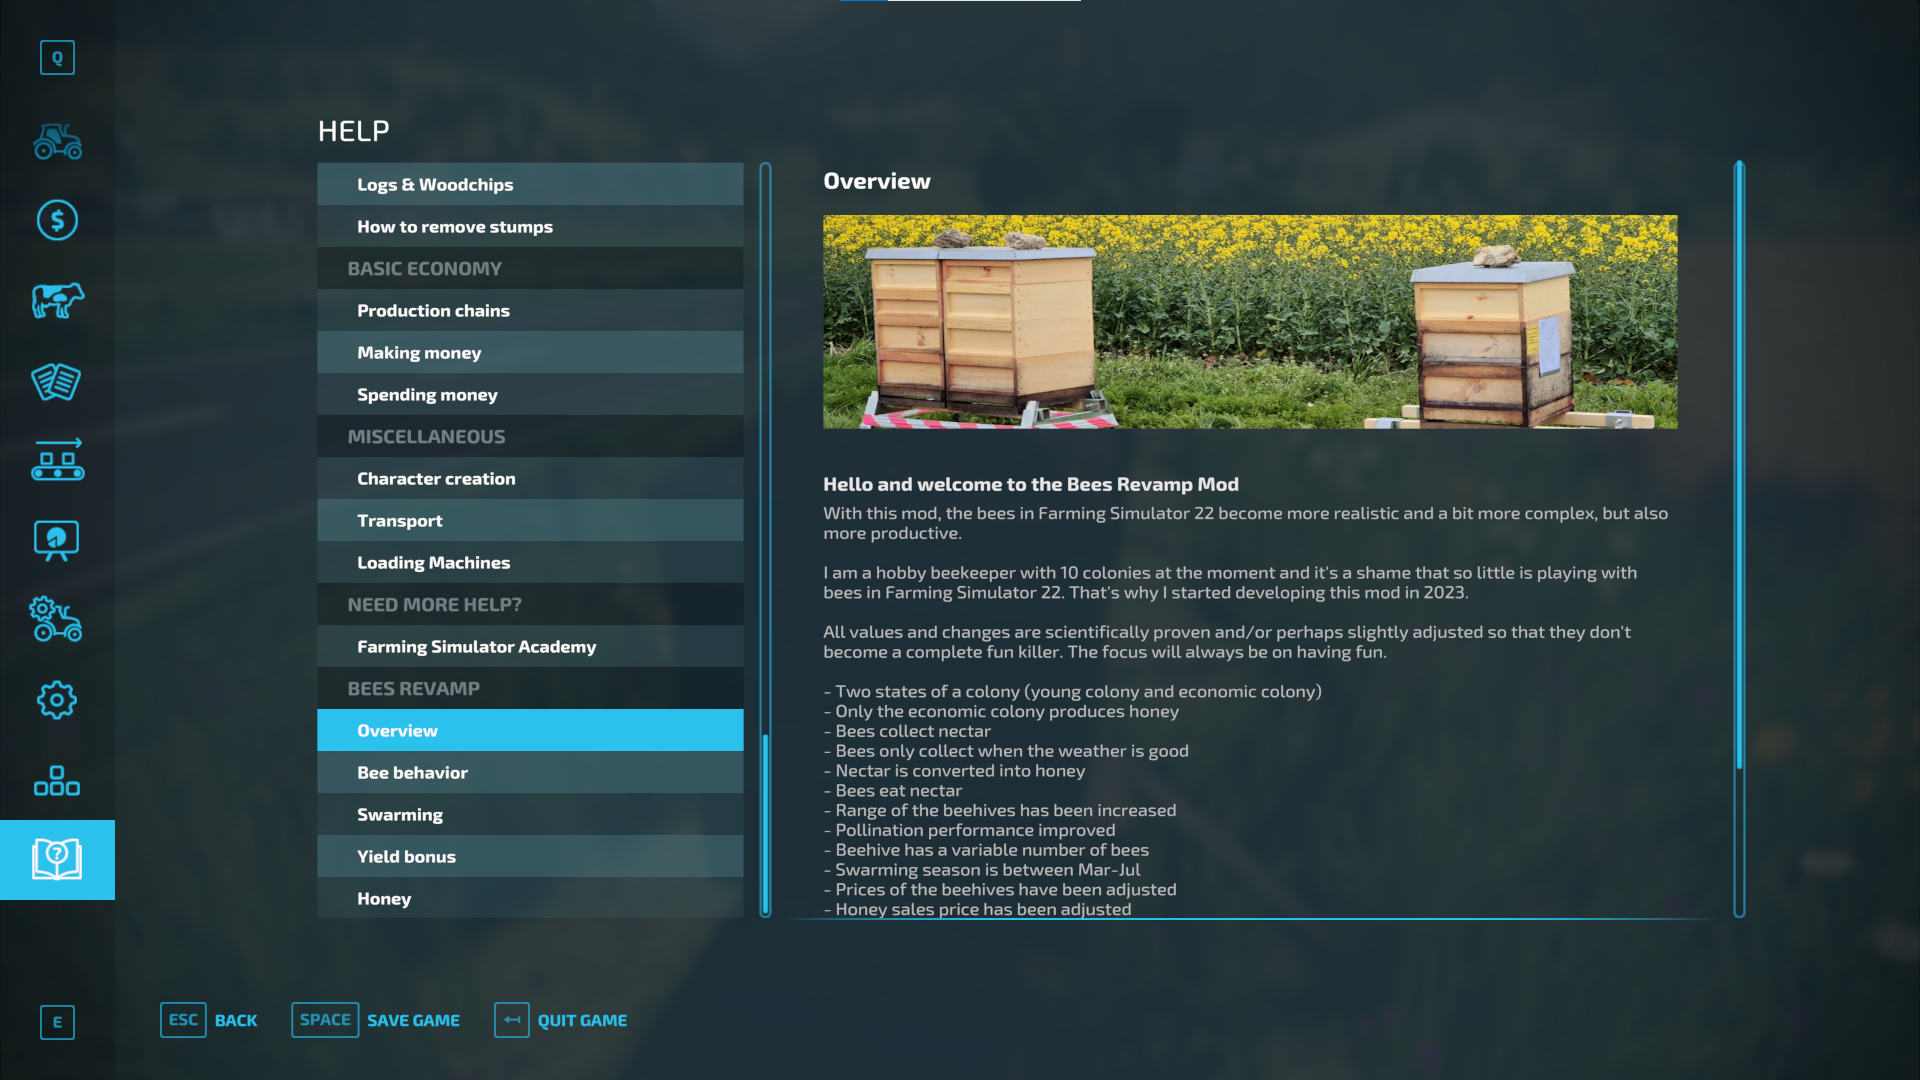 Q
HELP
Logs & Woodchips
How to remove stumps
BASIC ECONOMY
Production chains
Making money
Spending money
MISCELLANEOUS
Character creation
Transport
Loading Machines
NEED MORE HELP?
Farming Simulator Academy
BEES REVAMP
Overview
Bee behavior
Swarming
Yield bonus
Honey
Overview
Hello and welcome to the Bees Revamp Mod
With this mod, the bees in Farming Simulator 22 become more realistic and a bit more complex, but also
more productive.
I am a hobby beekeeper with 10 colonies at the moment and it's a shame that so little is playing with
bees in Farming Simulator 22. That's why I started developing this mod in 2023.
All values and changes are scientifically proven and/or perhaps slightly adjusted so that they don't
become a complete fun killer. The focus will always be on having fun.
- Two states of a colony (young colony and economic colony)
- Only the economic colony produces honey
- Bees collect nectar
- Bees only collect when the weather is good
- Nectar is converted into honey
- Bees eat nectar
- Range of the beehives has been increased
- Pollination performance improved
- Beehive has a variable number of bees
- Swarming season is between Mar-Jul
- Prices of the beehives have been adjusted
- Honey sales price has been adjusted
E
ESC BACK
SPACE SAVE GAME
QUIT GAME